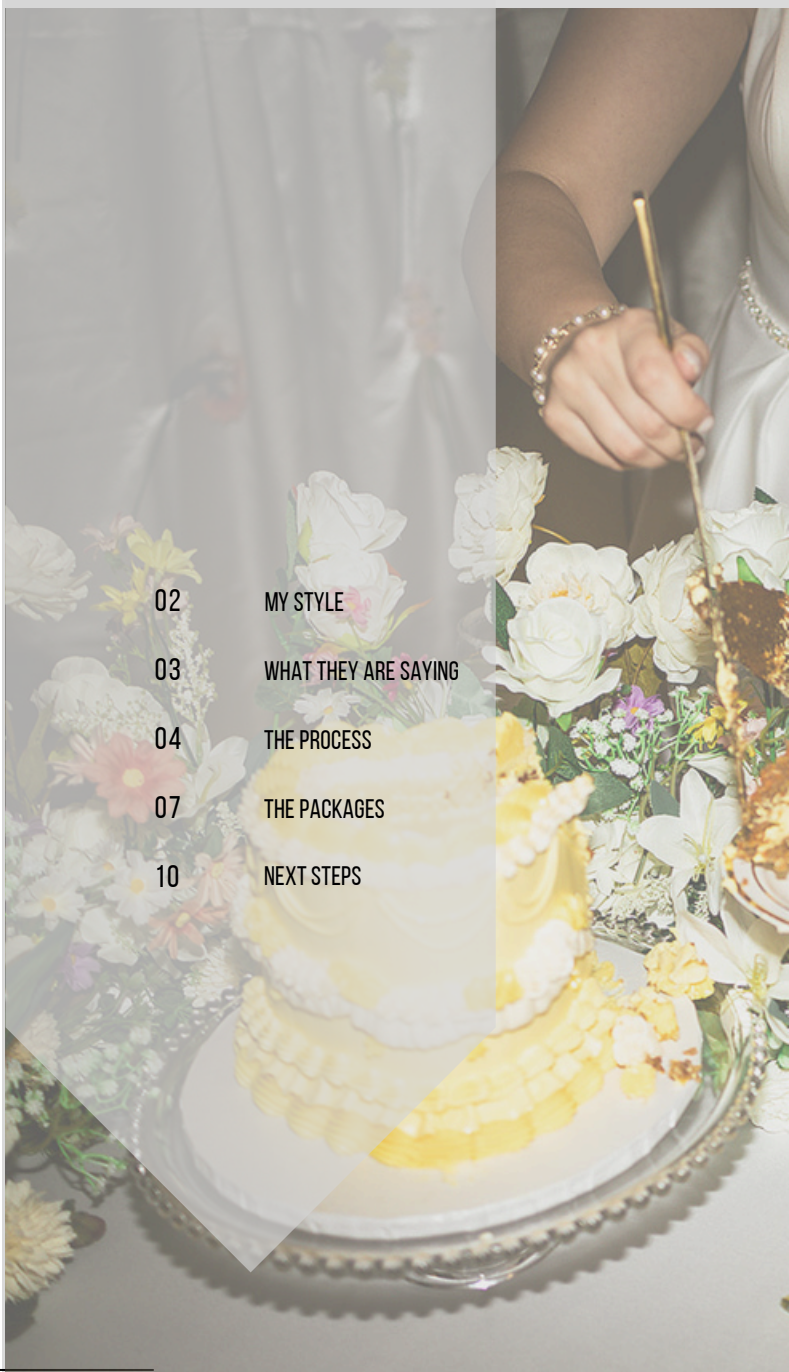 02 MY STYLE
03 WHAT THEY ARE SAYING
04 THE PROCESS
07 THE PACKAGES
10 NEXT STEPS